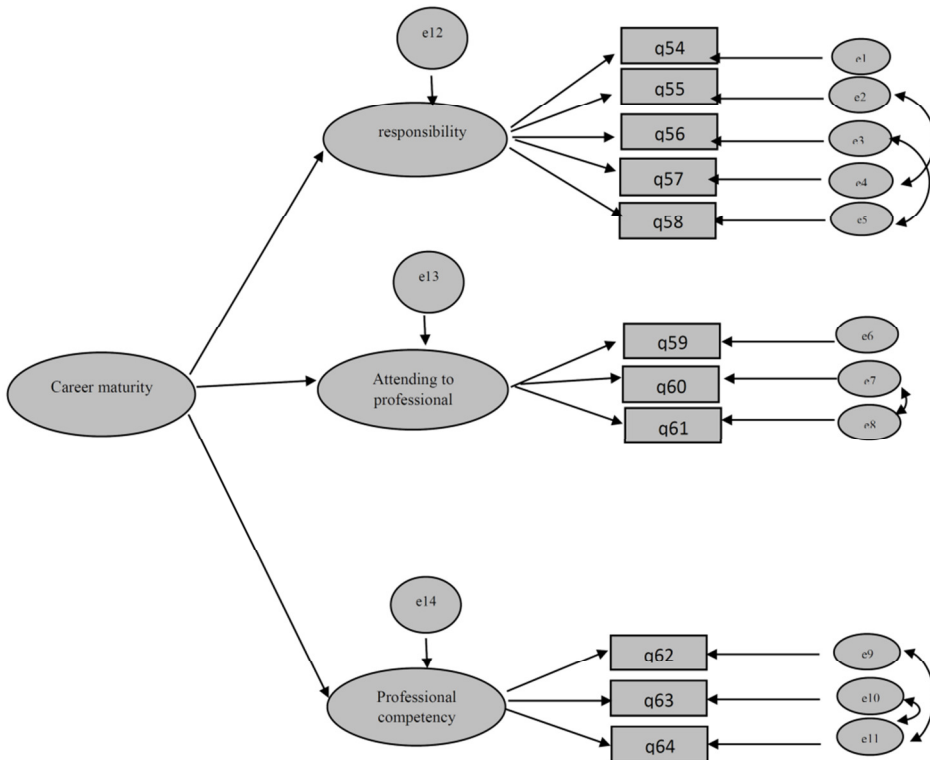 e12
q54
e1
q55
e2
responsibility
q56
e3
q57
e4
q58
e5
e13
q59
e6
Career maturity
Attending to
professional
q60
e7
q61
e8
e14
q62
e9
Professional
competency
q63
e10
q64
e11